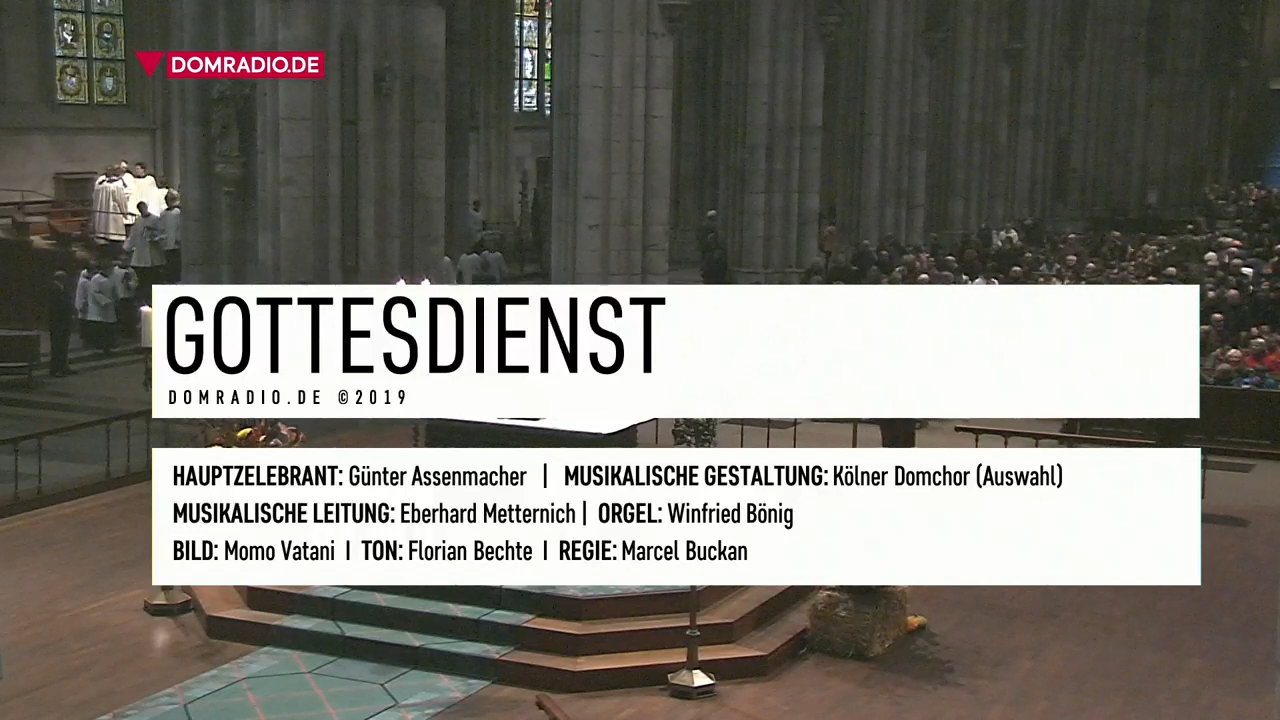 DOMRADIO.DE
GOTTESDIENST
DOMRADIO.DE ©2019
HAUPTZELEBRANT: Günter Assenmacher | MUSIKALISCHE GESTALTUNG: Kölner Domchor (Auswahl)
MUSIKALISCHE LEITUNG: Eberhard Metternich | ORGEL: Winfried Bönig
BILD: Momo Vatani I TON: Florian Bechte I REGIE: Marcel Buckan